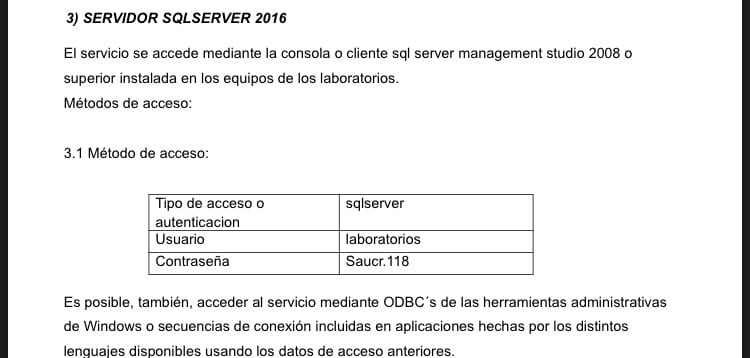 3) SERVIDOR SQLSERVER 2016
El servicio se accede mediante la consola o cliente sql server management studio 2008 o
superior instalada en los equipos de los laboratorios.
Métodos de acceso:
3.1 Método de acceso:
Tipo de acceso o sqlserver
autenticacion
Usuario laboratorios
Contraseña Saucr.118
Es posible, también, acceder al servicio mediante ODBC´s de las herramientas administrativas
de Windows o secuencias de conexión incluidas en aplicaciones hechas por los distintos
lenguajes disponibles usando los datos de acceso anteriores.